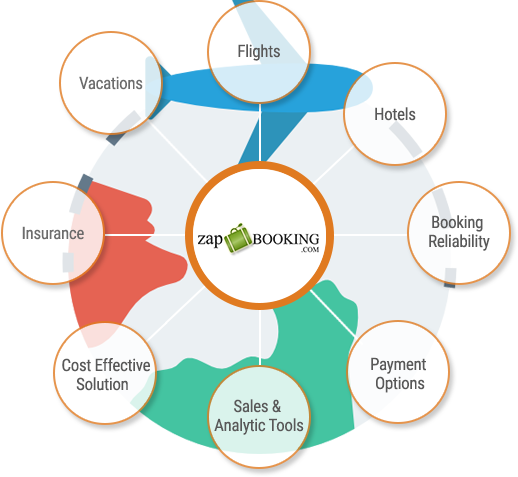 Flights
Vacations
Hotels
Insurance
zap BOOKING
.COM
Booking
Reliability
Cost Effective
Solution
Payment
Options
Sales &
Analytic Tools